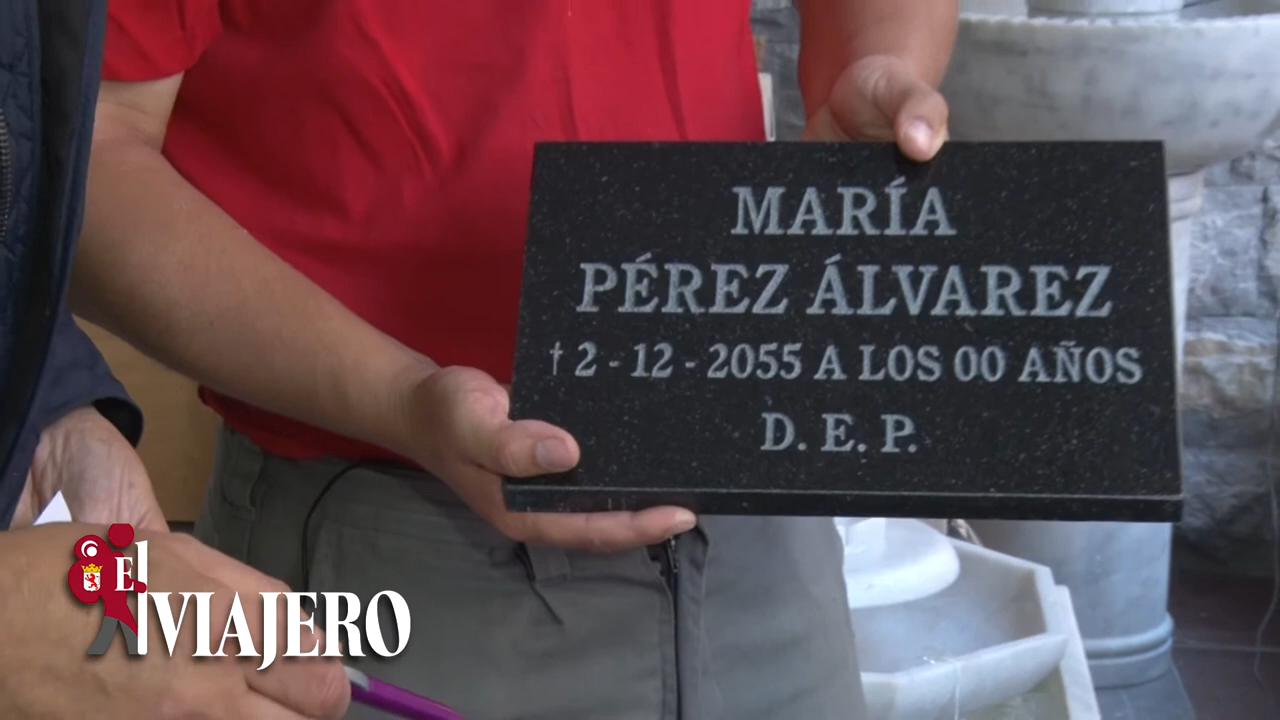 MARÍA
PÉREZ ÁLVAREZ
† 2 - 12 - 2055 A LOS 00 AÑOS
D. E. P.
El VIAJERO